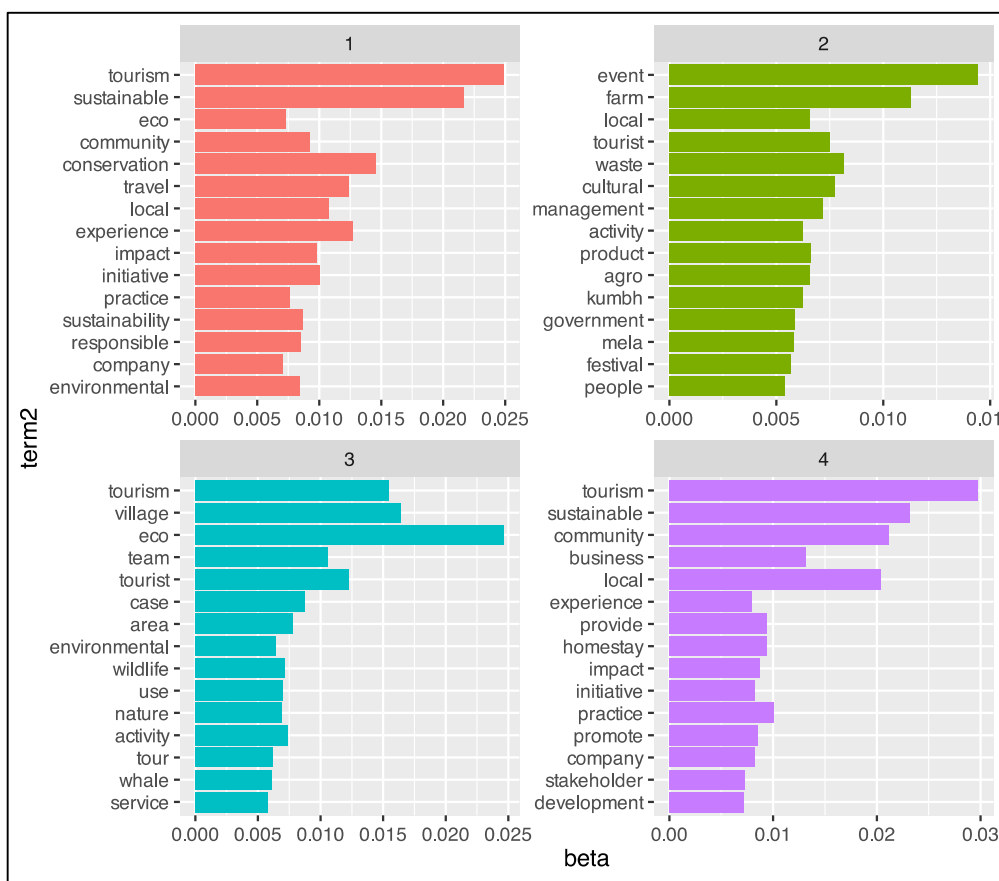 1
tourism
sustainable
eco
community
conservation
travel
local
experience
impact
initiative
practice
sustainability
responsible
company
environmental
0.000 0.005 0.010 0.015 0.020 0.025
2
event
farm
local
tourist
waste
cultural
management
activity
product
agro
kumbh
government
mela
festival
people
0.000 0.005 0.010 0.01
term2
3
tourism
village
eco
team
tourist
case
area
environmental
wildlife
use
nature
activity
tour
whale
service
0.000 0.005 0.010 0.015 0.020 0.025
4
tourism
sustainable
community
business
local
experience
provide
homestay
impact
initiative
practice
promote
company
stakeholder
development
0.00 0.01 0.02 0.03
beta